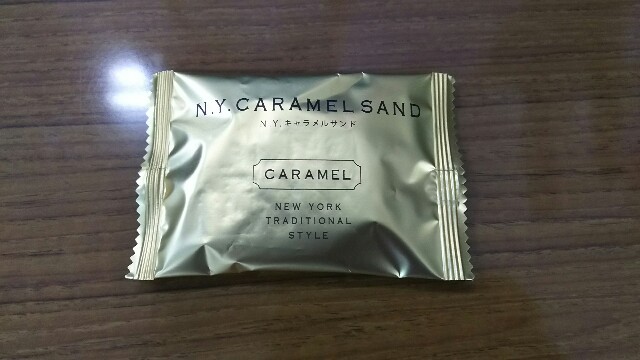 N.Y. CARAMEL SAND
N.Y. キャラメルサンド
CARAMEL
NEW YORK
TRADITIONAL
STYLE